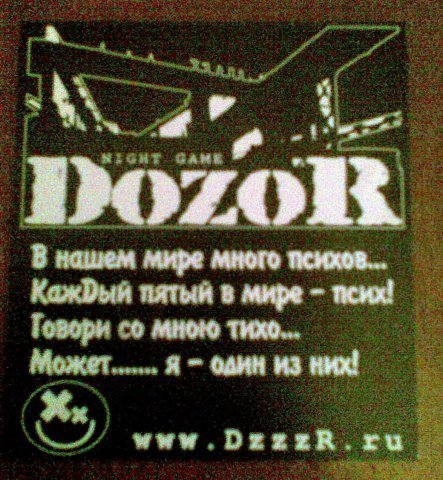 NIGHT GAME
DozoR
В нашем мире много психов...
КажDый пятый в мире - псих!
Говори со мною тихо...
Может....... я - один из них!
www.DzzzR.ru